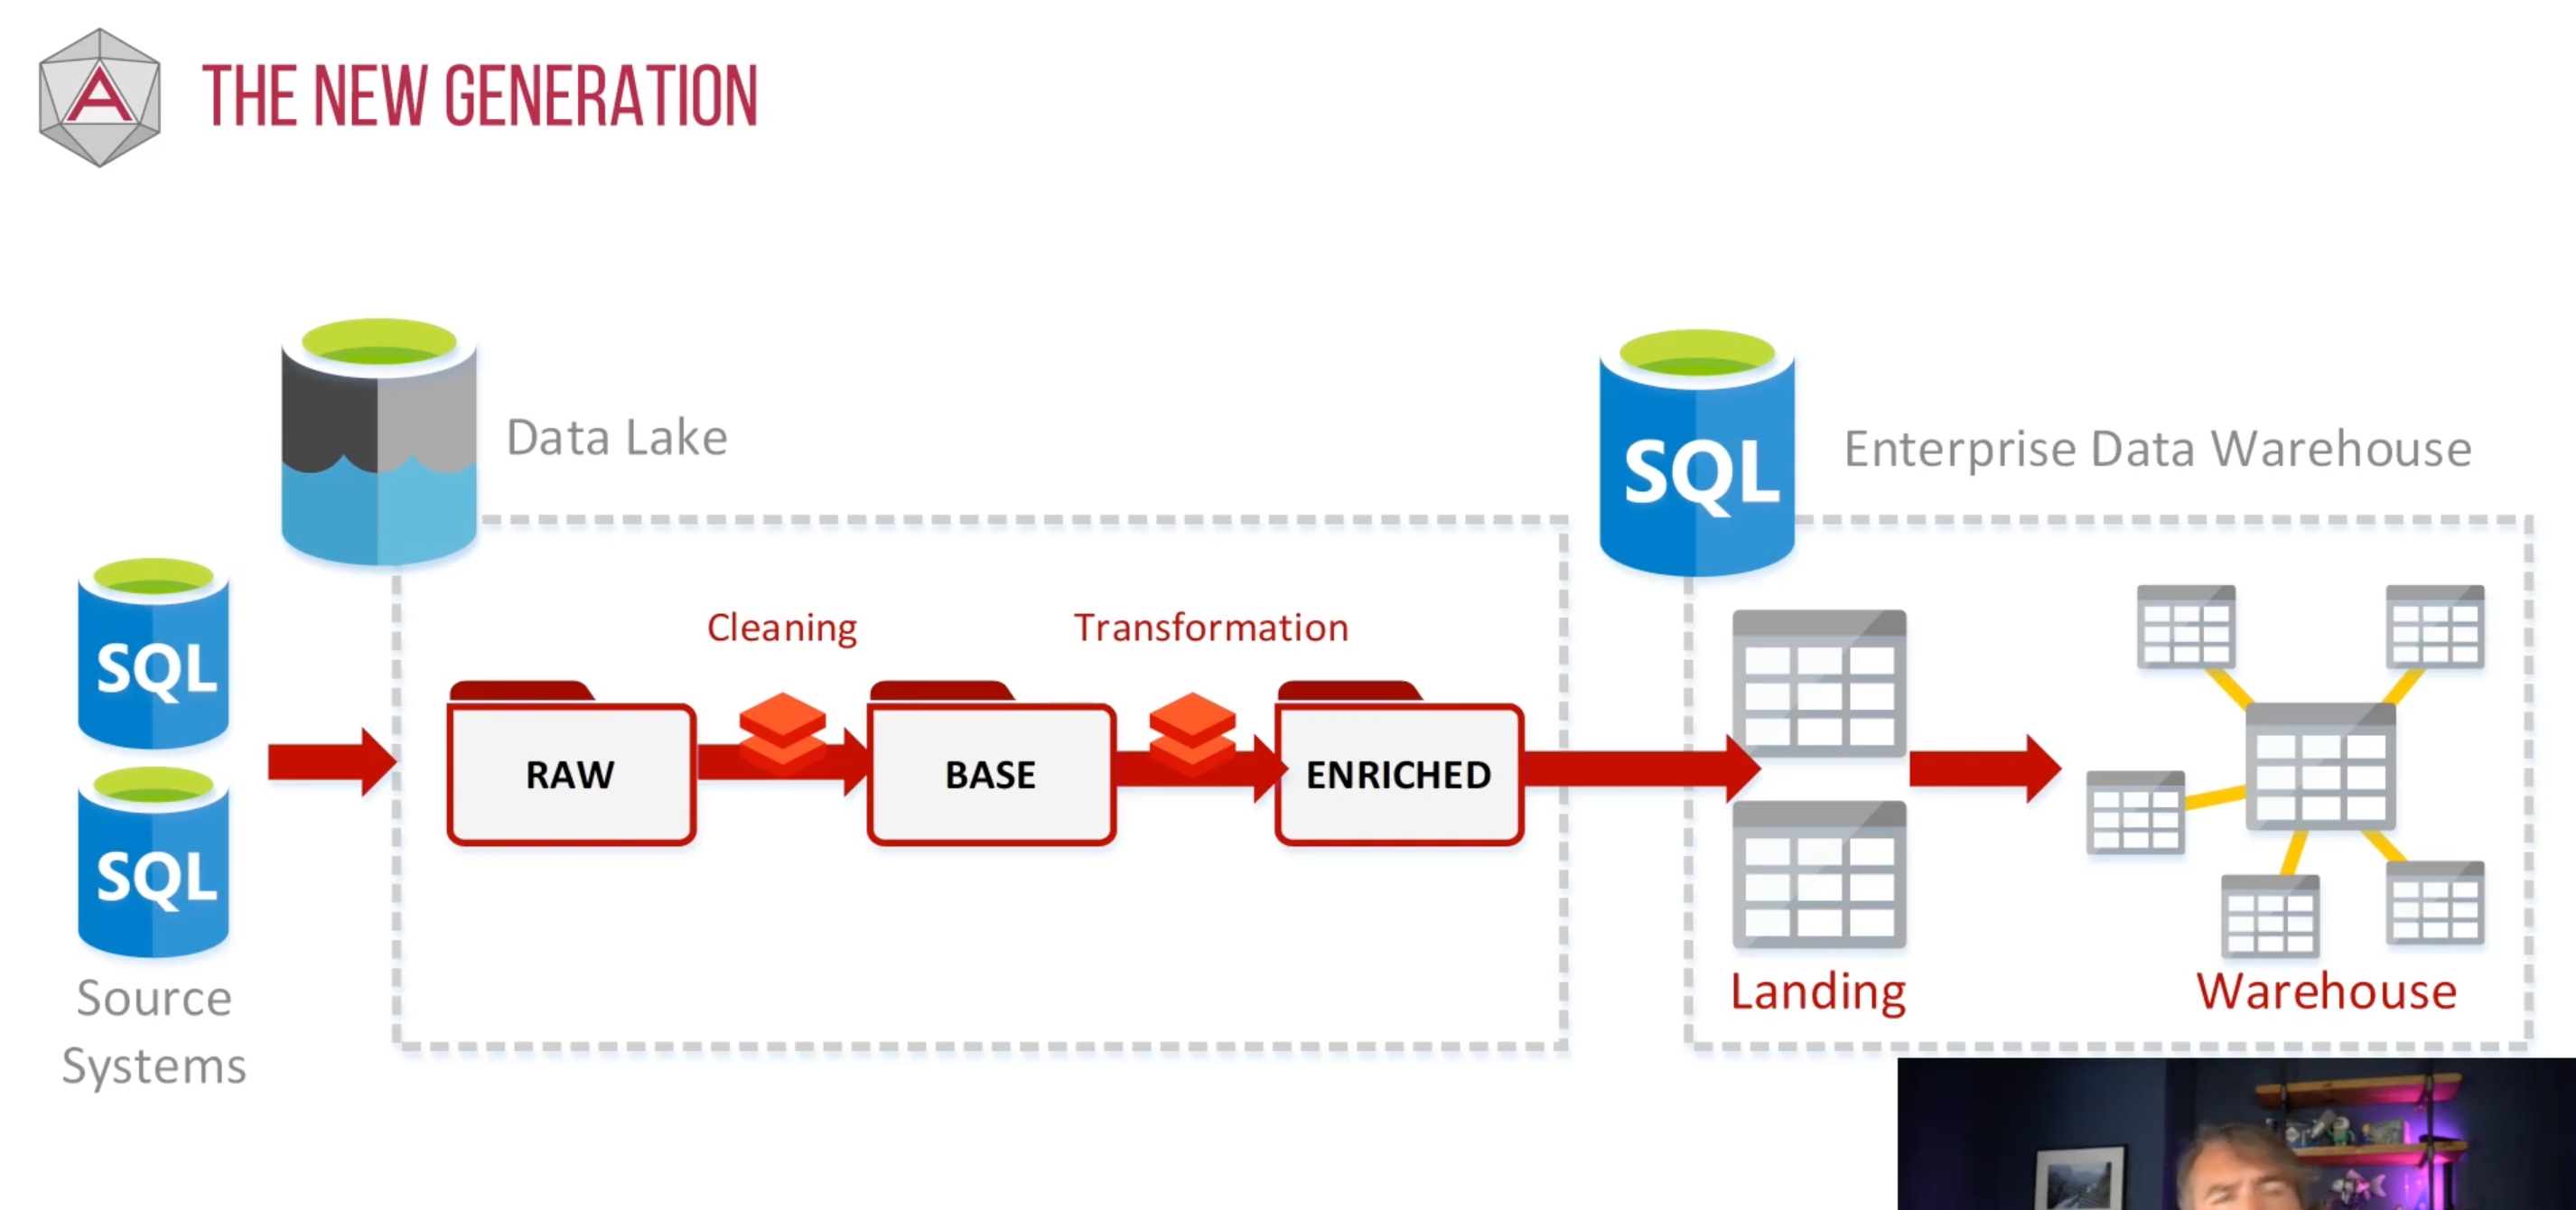 A
THE NEW GENERATION
Data Lake
SQL
Enterprise Data Warehouse
SQL
SQL
Source
Systems
Cleaning
Transformation
RAW
BASE
ENRICHED
Landing
Warehouse